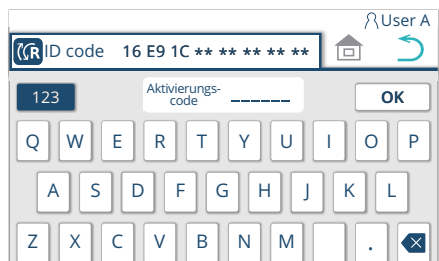 User A
R ID code 16 E9 1C ** ** ** ** **
123 Aktivierungs-
code ______ OK
Q W E R T Y U I O P
A S D F G H J K L
Z X C V B N M .